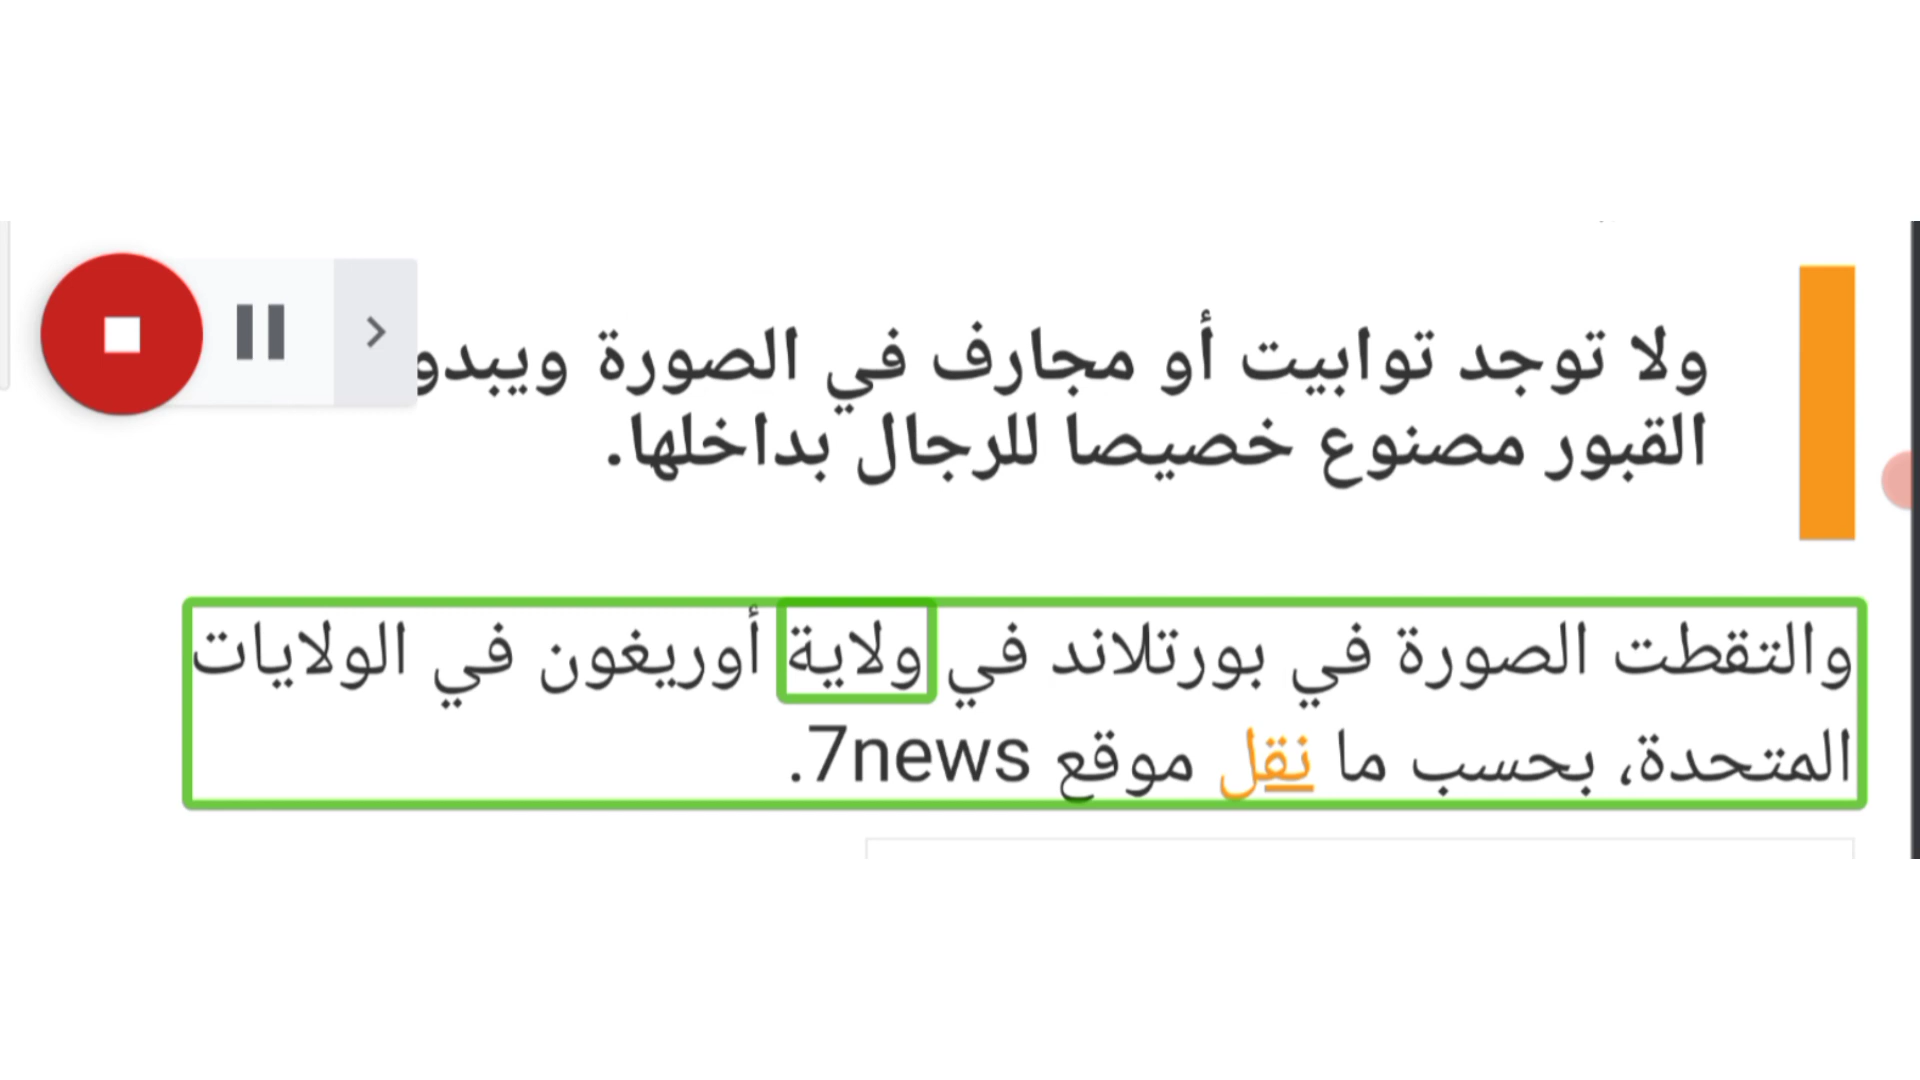 ولا توجد توابيت أو مجارف في الصورة ويبدو
القبور مصنوع خصيصا للرجال بداخلها.
والتقطت الصورة في بورتلاند في ولاية أوريغون في الولايات
المتحدة، بحسب ما نقل موقع 7news.